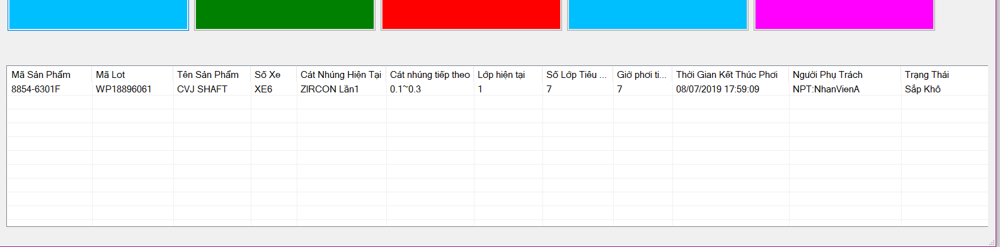 Mã Sản Phẩm Mã Lot Tên Sản Phẩm Số Xe Cát Nhúng Hiện Tại Cát nhúng tiếp theo Lớp hiện tại Số Lớp Tiêu ... Giờ phơi ti... Thời Gian Kết Thúc Phơi Người Phụ Trách Trạng Thái
8854-6301F WP18896061 CVJ SHAFT XE6 ZIRCON Lần1 0.1~0.3 1 7 7 08/07/2019 17:59:09 NPT:NhanVienA Sắp Khô